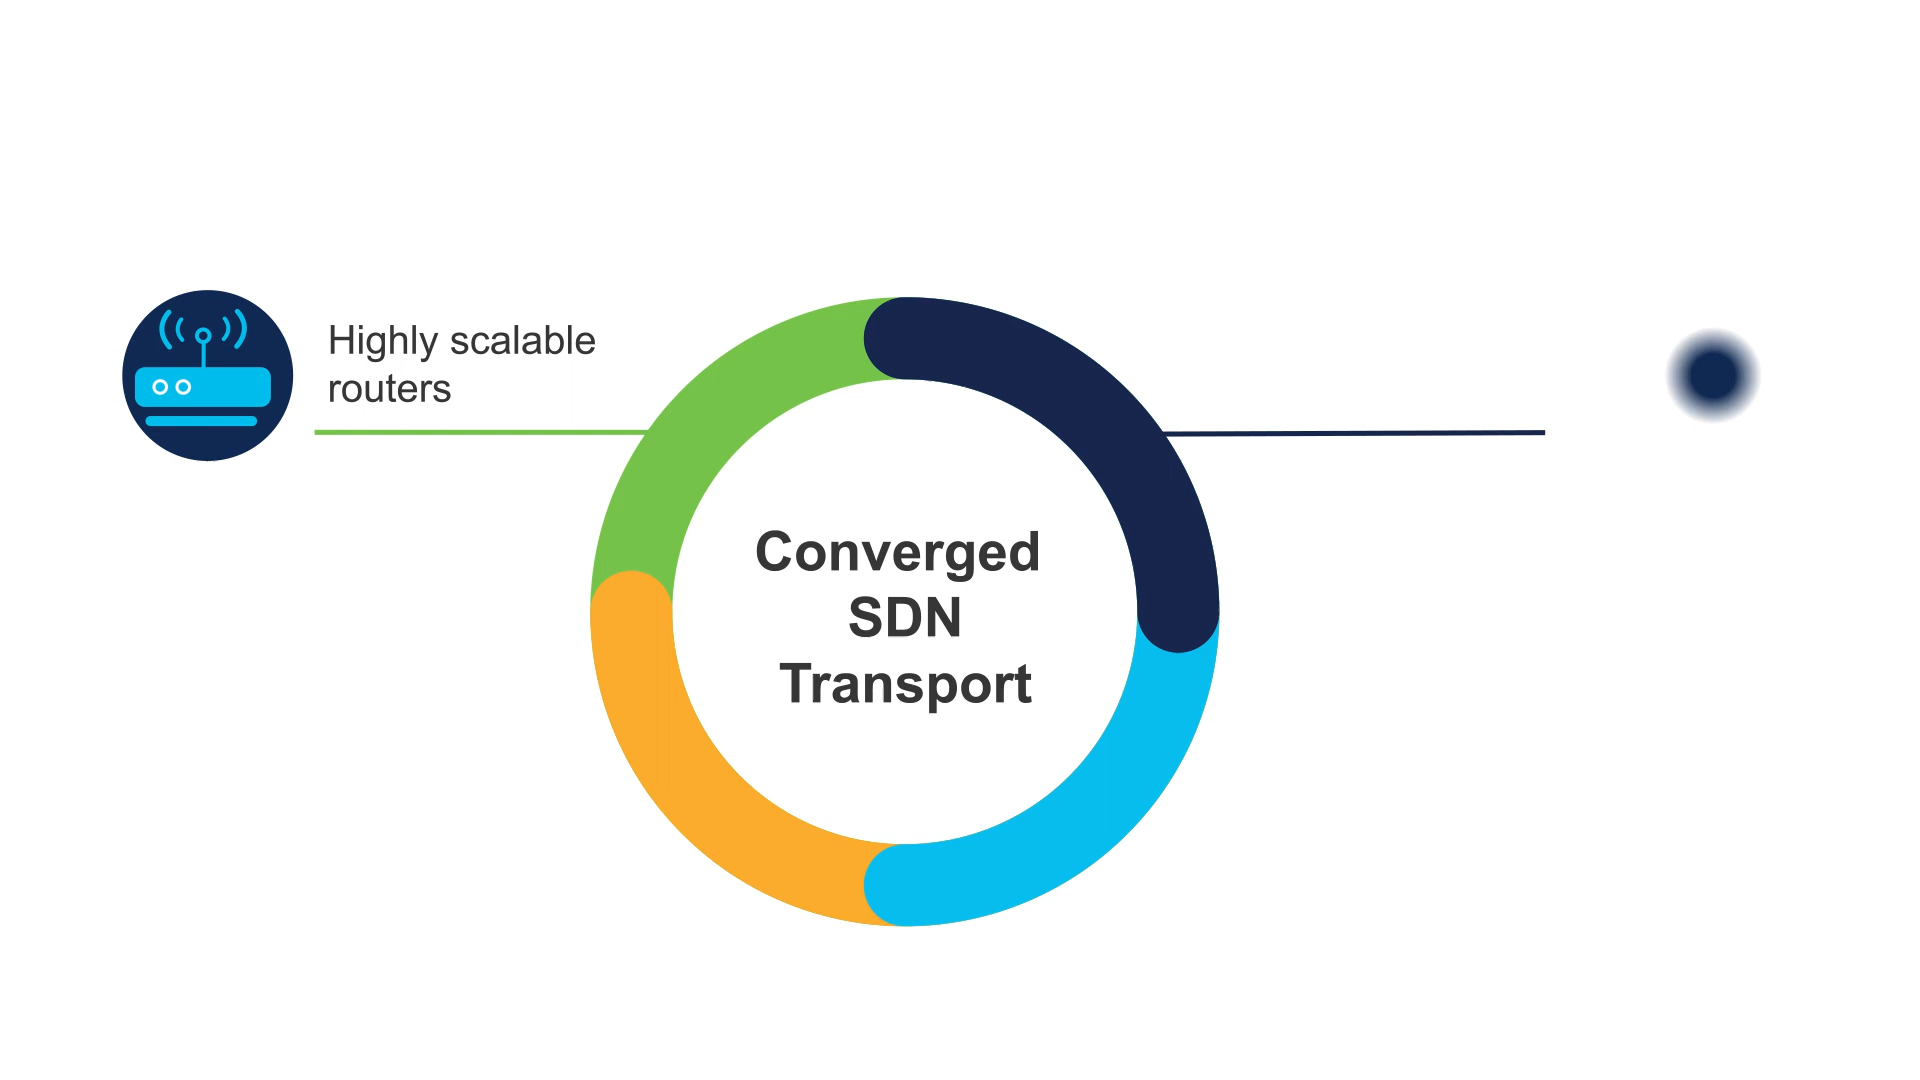 Highly scalable
routers
Converged
SDN
Transport